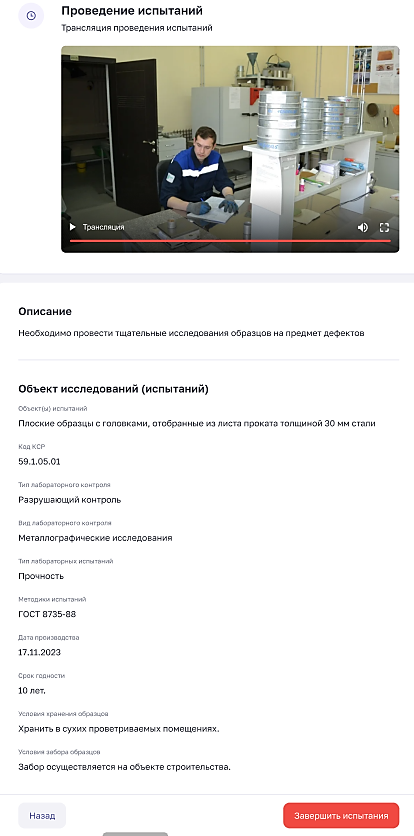 Проведение испытаний
Трансляция проведения испытаний
Трансляция
Описание
Необходимо провести тщательные исследования образцов на предмет дефектов
Объект исследований (испытаний)
Объект(ы) испытаний
Плоские образцы с головками, отобранные из листа проката толщиной 30 мм стали
Код КСР
59.1.05.01
Тип лабораторного контроля
Разрушающий контроль
Вид лабораторного контроля
Металлографические исследования
Тип лабораторных испытаний
Прочность
Методики испытаний
ГОСТ 8735-88
Дата производства
17.11.2023
Срок годности
10 лет.
Условия хранения образцов
Хранить в сухих проветриваемых помещениях.
Условия забора образцов
Забор осуществляется на объекте строительства.
Назад
Завершить испытания